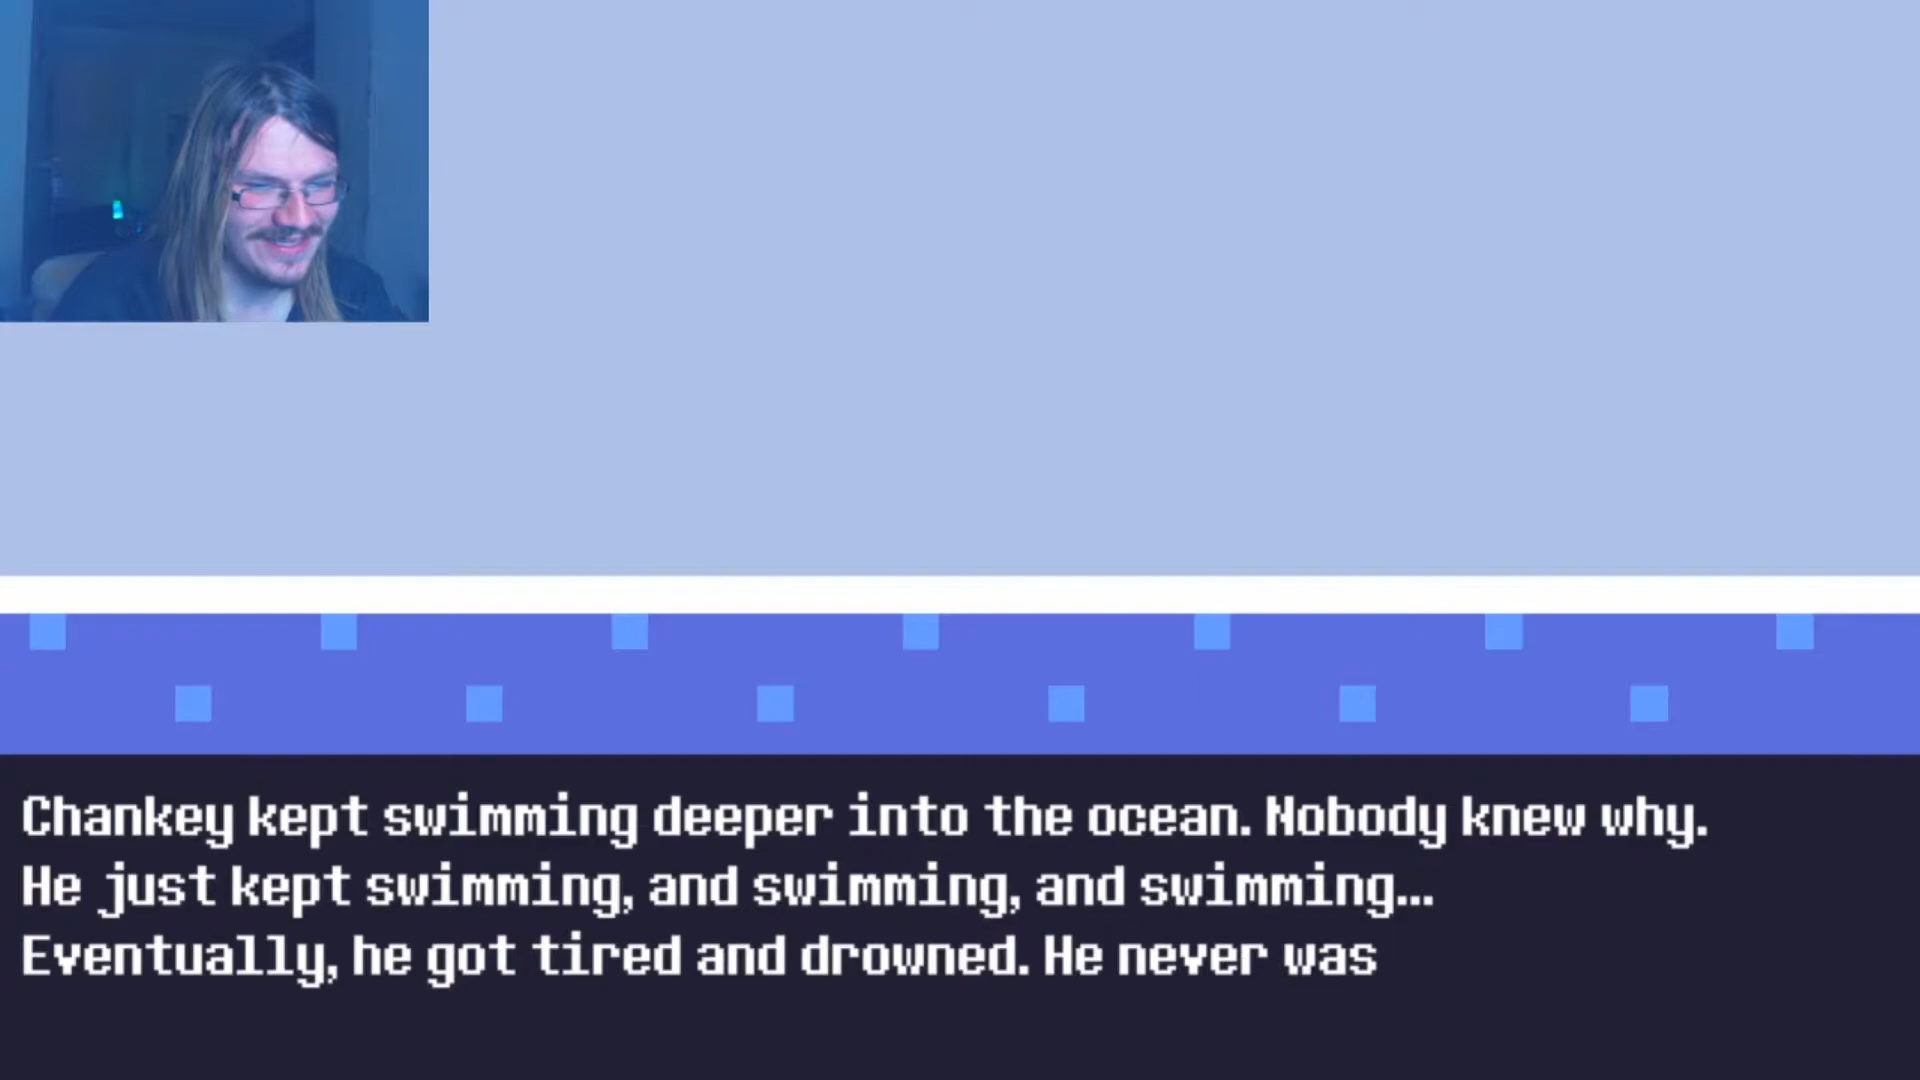 Chankey kept swimming deeper into the ocean. Nobody knew why.
He just kept swimming, and swimming, and swimming...
Eventually, he got tired and drowned. He never was